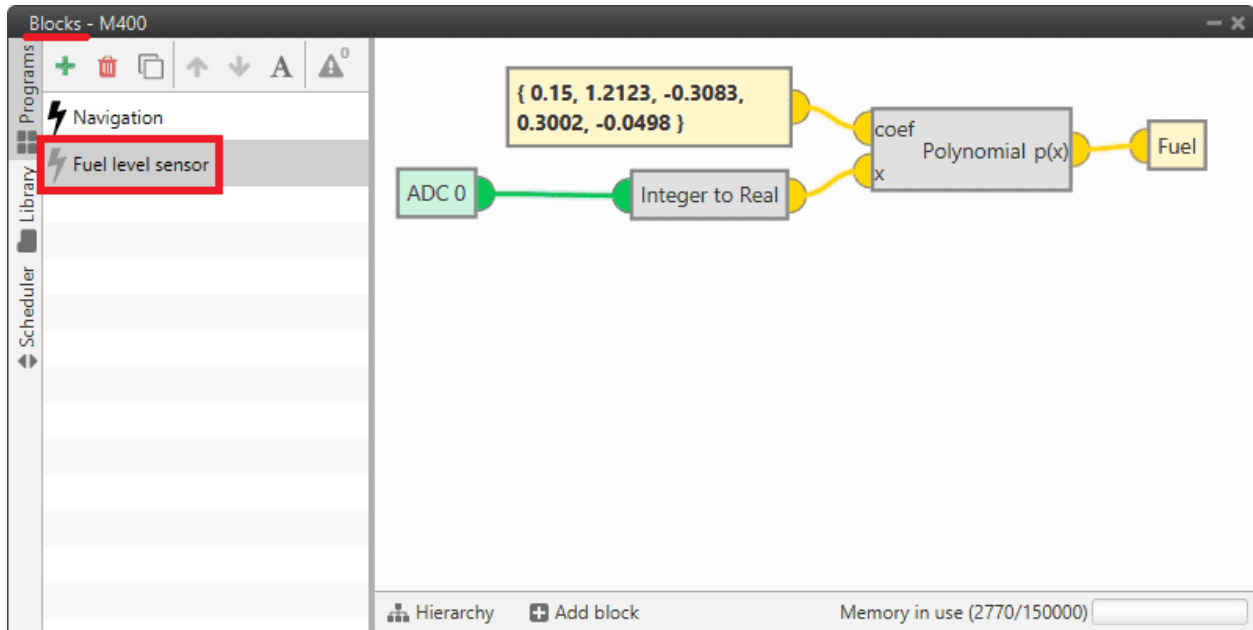 Blocks - M400
Programs
Library
Scheduler
A
0
Navigation
Fuel level sensor
{ 0.15, 1.2123, -0.3083,
0.3002, -0.0498 }
ADC 0
Integer to Real
coef
Polynomial p(x)
x
Fuel
Hierarchy
Add block
Memory in use (2770/150000)